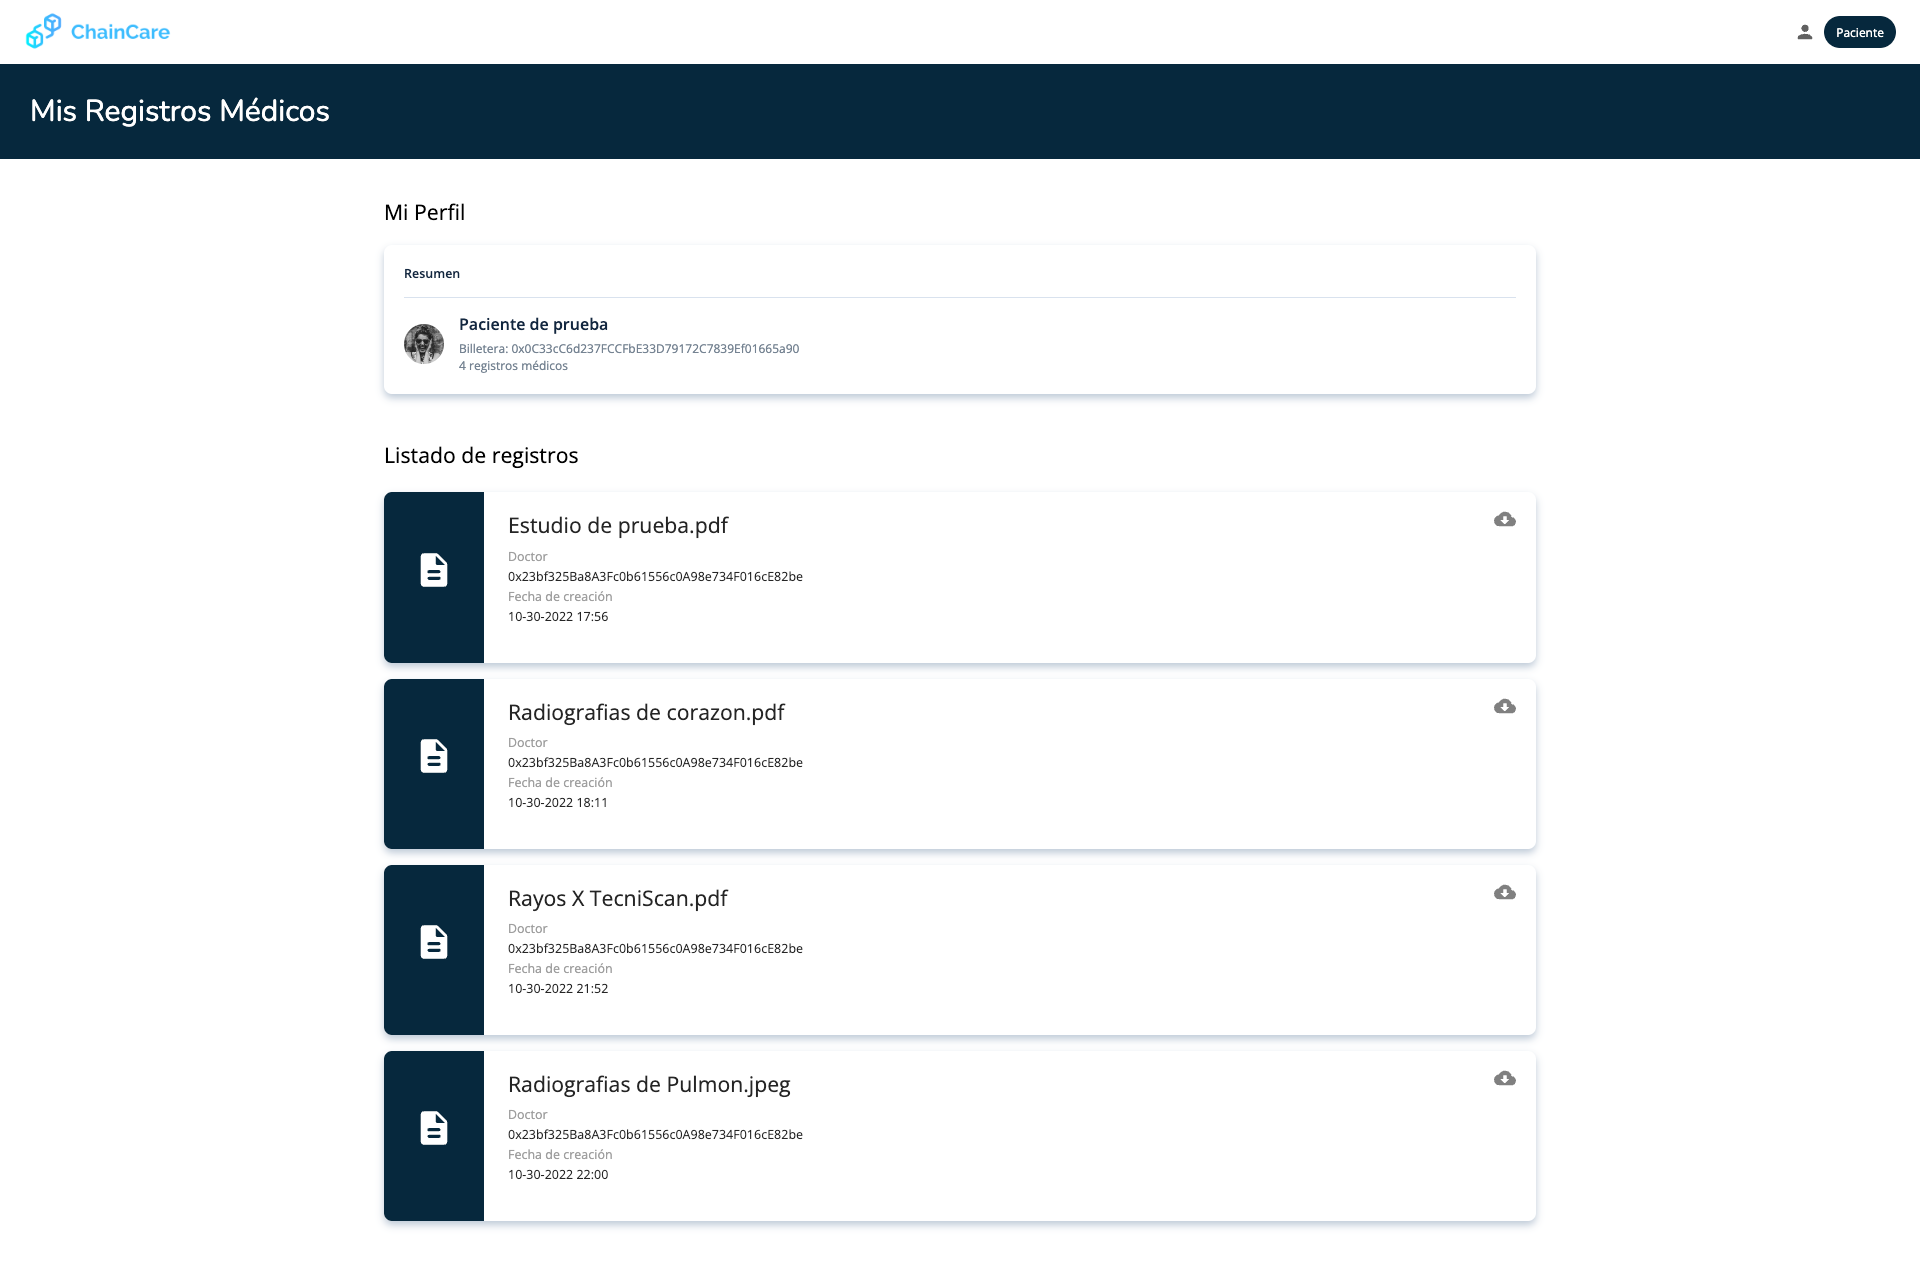 ChainCare
Paciente
Mis Registros Médicos
Mi Perfil
Resumen
Paciente de prueba
Billetera: 0x0C33cC6d237FCCFbE33D79172C7839Ef01665a90
4 registros médicos
Listado de registros
Estudio de prueba.pdf
Doctor
0x23bf325Ba8A3Fc0b61556c0A98e734F016cE82be
Fecha de creación
10-30-2022 17:56
Radiografias de corazon.pdf
Doctor
0x23bf325Ba8A3Fc0b61556c0A98e734F016cE82be
Fecha de creación
10-30-2022 18:11
Rayos X TecniScan.pdf
Doctor
0x23bf325Ba8A3Fc0b61556c0A98e734F016cE82be
Fecha de creación
10-30-2022 21:52
Radiografias de Pulmon.jpeg
Doctor
0x23bf325Ba8A3Fc0b61556c0A98e734F016cE82be
Fecha de creación
10-30-2022 22:00